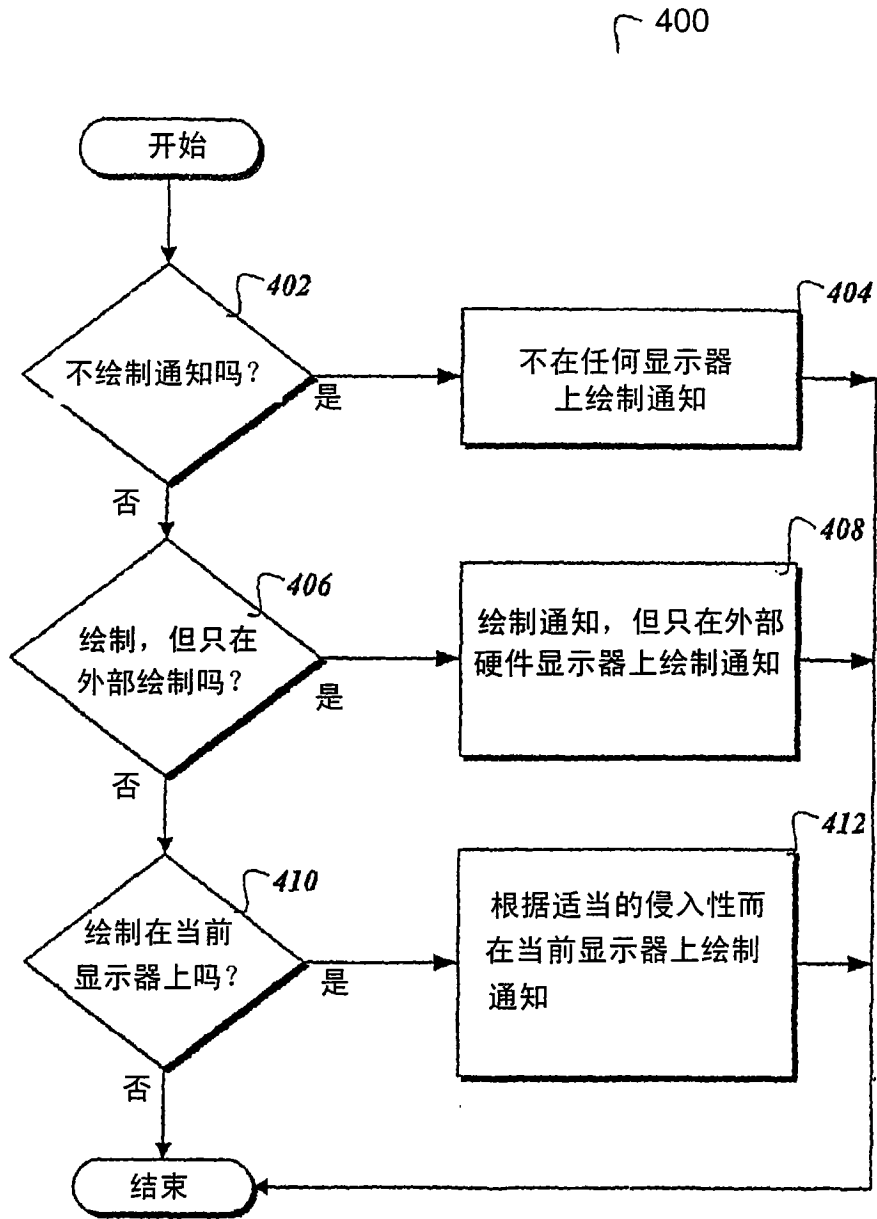 400
开始
402
不绘制通知吗?
是
否
404
不在任何显示器
上绘制通知
406
绘制，但只在
外部绘制吗?
是
否
408
绘制通知，但只在外部
硬件显示器上绘制通知
410
绘制在当前
显示器上吗?
是
否
412
根据适当的侵入性而
在当前显示器上绘制
通知
结束